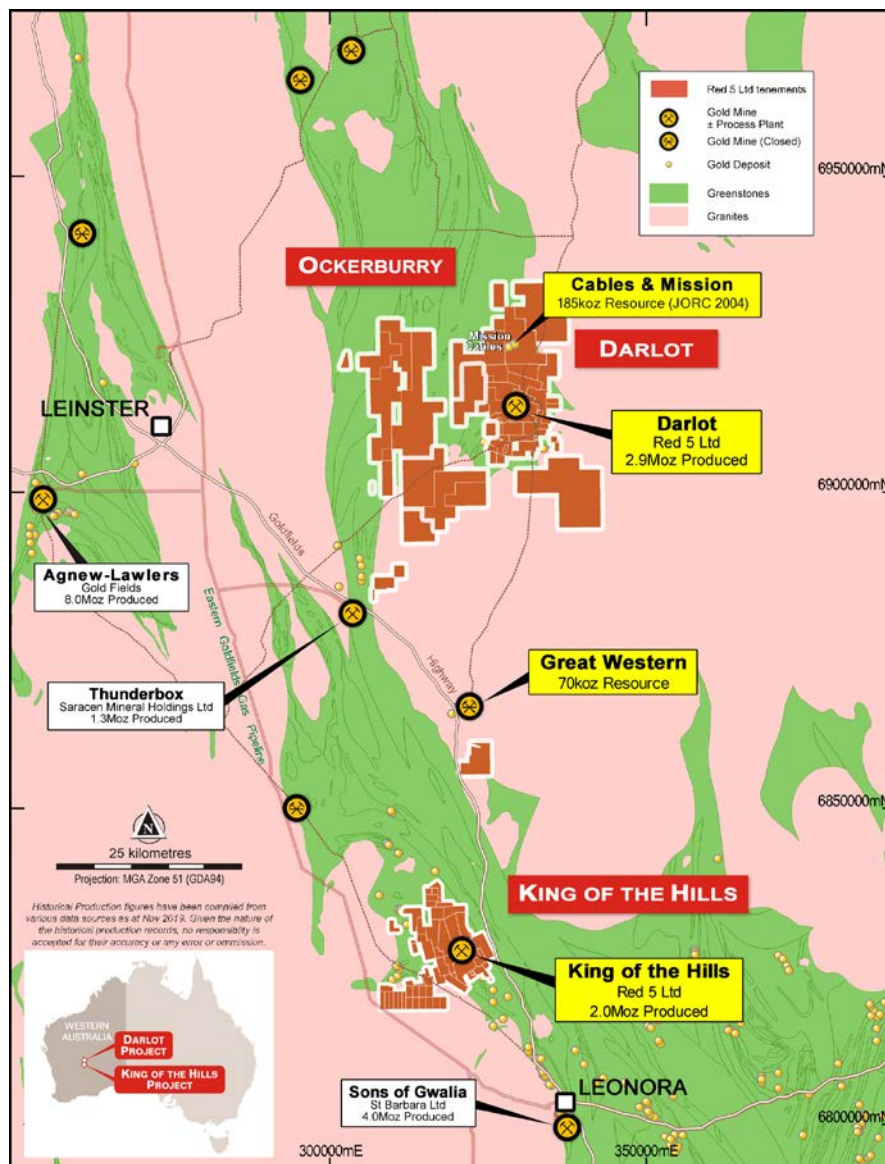 Red 5 Ltd tenements
Gold Mine
± Process Plant
Gold Mine (Closed)
Gold Deposit
Greenstones
Granites
6950000mN
OCKERBURRY
Cables & Mission
185koz Resource (JORC 2004)
Mission
Cables
DARLOT
LEINSTER
Darlot
Red 5 Ltd
2.9Moz Produced
6900000mN
Goldfields
Highway
Agnew-Lawlers
Gold Fields
8.0Moz Produced
Eastern Goldfields Gas Pipeline
Great Western
70koz Resource
Thunderbox
Saracen Mineral Holdings Ltd
1.3Moz Produced
6850000mN
N
25 kilometres
Projection: MGA Zone 51 (GDA94)
Historical Production figures have been compiled from
various data sources as at Nov 2019. Given the nature of
the historical production records, no responsiblity is
accepted for their accuracy or any error or ommission.
KING OF THE HILLS
King of the Hills
Red 5 Ltd
2.0Moz Produced
WESTERN
AUSTRALIA
DARLOT
PROJECT
KING OF THE HILLS
PROJECT
Sons of Gwalia
St Barbara Ltd
4.0Moz Produced
LEONORA
6800000mN
300000mE
350000mE